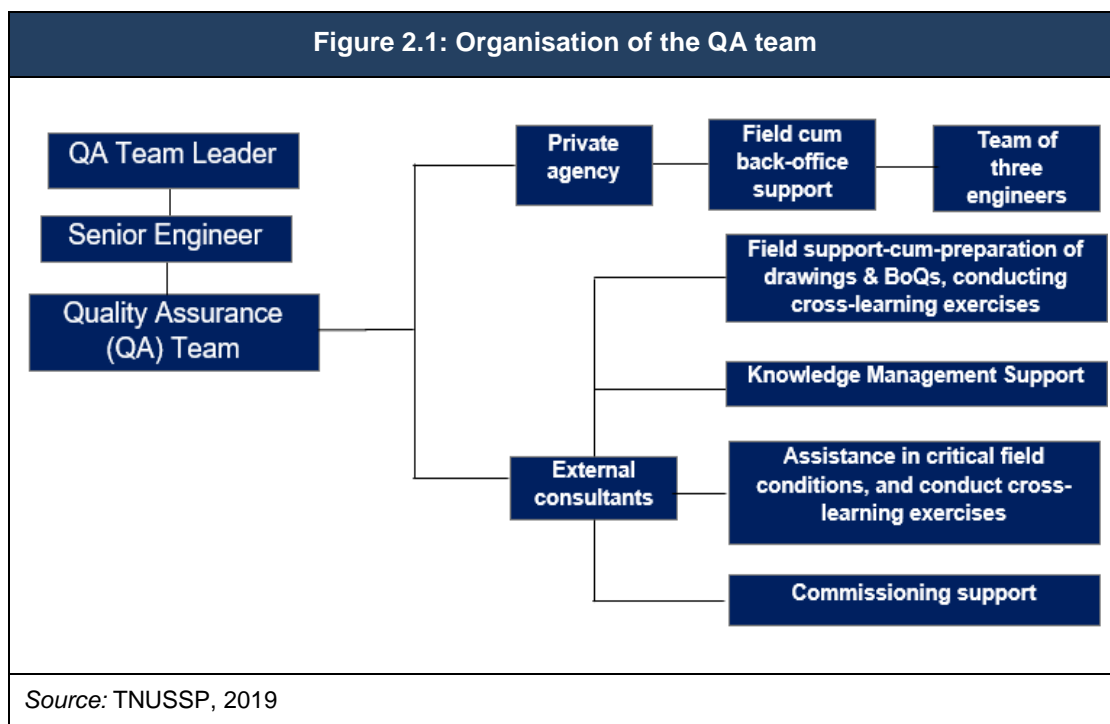 Figure 2.1: Organisation of the QA team
QA Team Leader
Senior Engineer
Quality Assurance
(QA) Team
Private
agency
Field cum
back-office
support
Team of
three
engineers
Field support-cum-preparation of
drawings & BoQs, conducting
cross-learning exercises
Knowledge Management Support
External
consultants
Assistance in critical field
conditions, and conduct cross-
learning exercises
Commissioning support
Source: TNUSSP, 2019